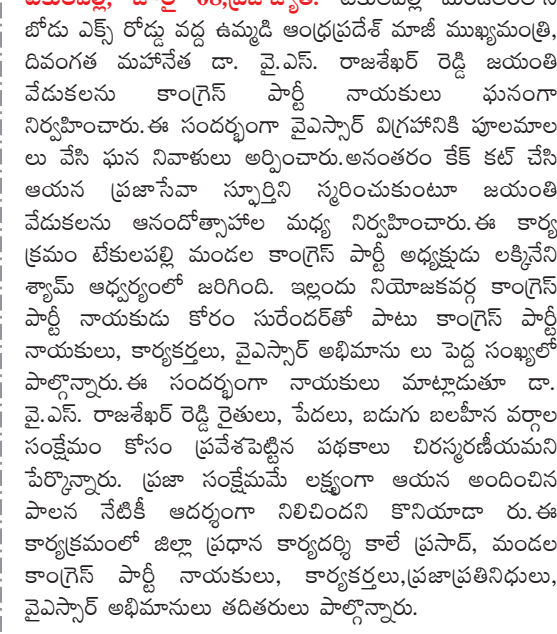 బోడు ఎక్స్ రోడ్డు వద్ద ఉమ్మడి ఆంధ్రప్రదేశ్ మాజీ ముఖ్యమంత్రి,
దివంగత మహానేత డా. వై.ఎస్. రాజశేఖర్ రెడ్డి జయంతి
వేడుకలను కాంగ్రెస్ పార్టీ నాయకులు ఘనంగా
నిర్వహించారు.ఈ సందర్భంగా వైఎస్సార్ విగ్రహానికి పూలమాల
లు వేసి ఘన నివాళులు అర్పించారు.అనంతరం కేక్ కట్ చేసి
ఆయన ప్రజాసేవా స్ఫూర్తిని స్మరించుకుంటూ జయంతి
వేడుకలను ఆనందోత్సాహాల మధ్య నిర్వహించారు.ఈ కార్య
క్రమం టేకులపల్లి మండల కాంగ్రెస్ పార్టీ అధ్యక్షుడు లక్కినేని
శ్యామ్ ఆధ్వర్యంలో జరిగింది. ఇల్లందు నియోజకవర్గ కాంగ్రెస్
పార్టీ నాయకుడు కోరం సురేందర్‌తో పాటు కాంగ్రెస్ పార్టీ
నాయకులు, కార్యకర్తలు, వైఎస్సార్ అభిమాను లు పెద్ద సంఖ్యలో
పాల్గొన్నారు.ఈ సందర్భంగా నాయకులు మాట్లాడుతూ డా.
వై.ఎస్. రాజశేఖర్ రెడ్డి రైతులు, పేదలు, బడుగు బలహీన వర్గాల
సంక్షేమం కోసం ప్రవేశపెట్టిన పథకాలు చిరస్మరణీయమని
పేర్కొన్నారు. ప్రజా సంక్షేమమే లక్ష్యంగా ఆయన అందించిన
పాలన నేటికీ ఆదర్శంగా నిలిచిందని కొనియాడా రు.ఈ
కార్యక్రమంలో జిల్లా ప్రధాన కార్యదర్శి కాలే ప్రసాద్, మండల
కాంగ్రెస్ పార్టీ నాయకులు, కార్యకర్తలు,ప్రజాప్రతినిధులు,
వైఎస్సార్ అభిమానులు తదితరులు పాల్గొన్నారు.